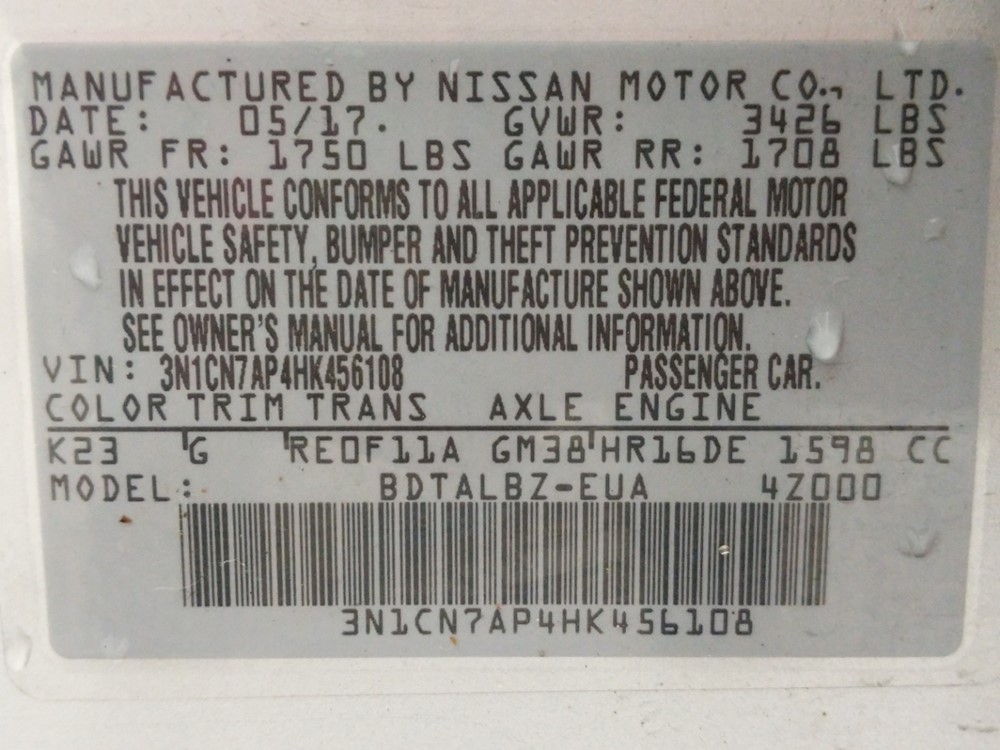 MANUFACTURED BY NISSAN MOTOR CO., LTD.
DATE: 05/17. GVWR: 3426 LBS
GAWR FR: 1750 LBS GAWR RR: 1708 LBS
THIS VEHICLE CONFORMS TO ALL APPLICABLE FEDERAL MOTOR
VEHICLE SAFETY, BUMPER AND THEFT PREVENTION STANDARDS
IN EFFECT ON THE DATE OF MANUFACTURE SHOWN ABOVE.
SEE OWNER'S MANUAL FOR ADDITIONAL INFORMATION.
VIN: 3N1CN7AP4HK456108 PASSENGER CAR.
COLOR TRIM TRANS AXLE ENGINE
K23 G RE0F11A GM38 HR16DE 1598 CC
MODEL: BDTALBZ-EUA 4Z000
3N1CN7AP4HK456108